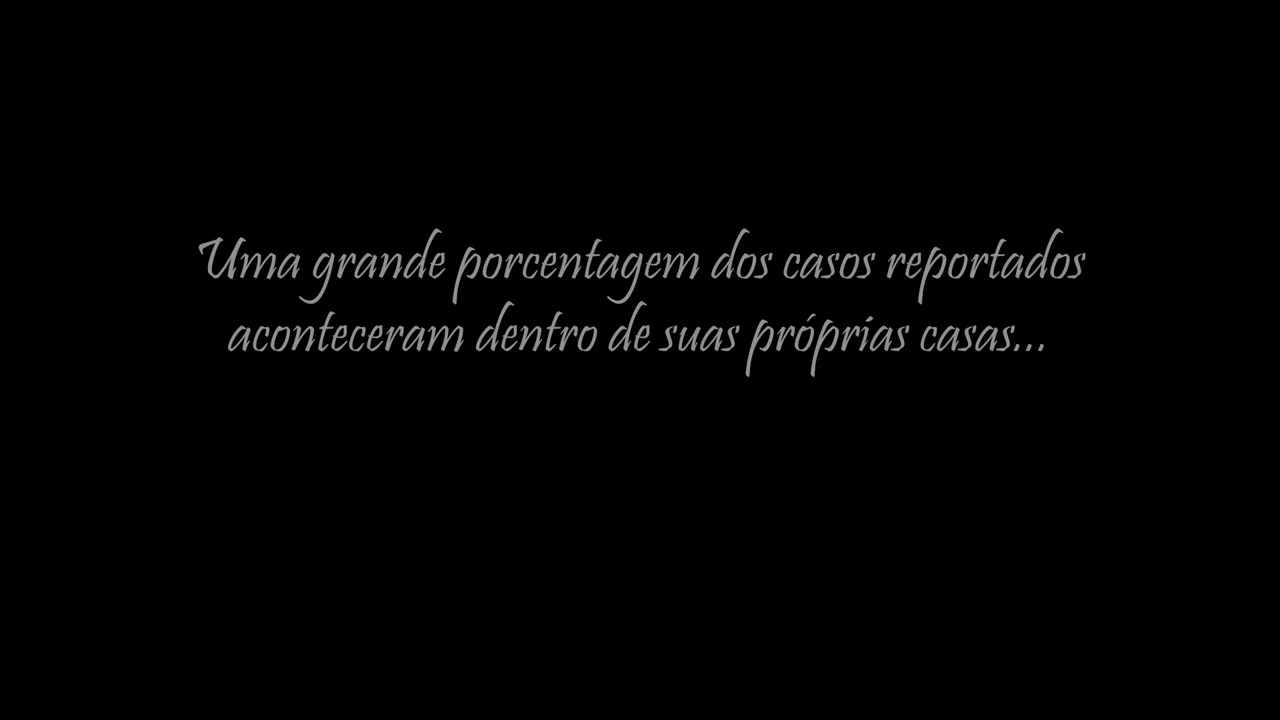 Uma grande porcentagem dos casos reportados
aconteceram dentro de suas próprias casas...